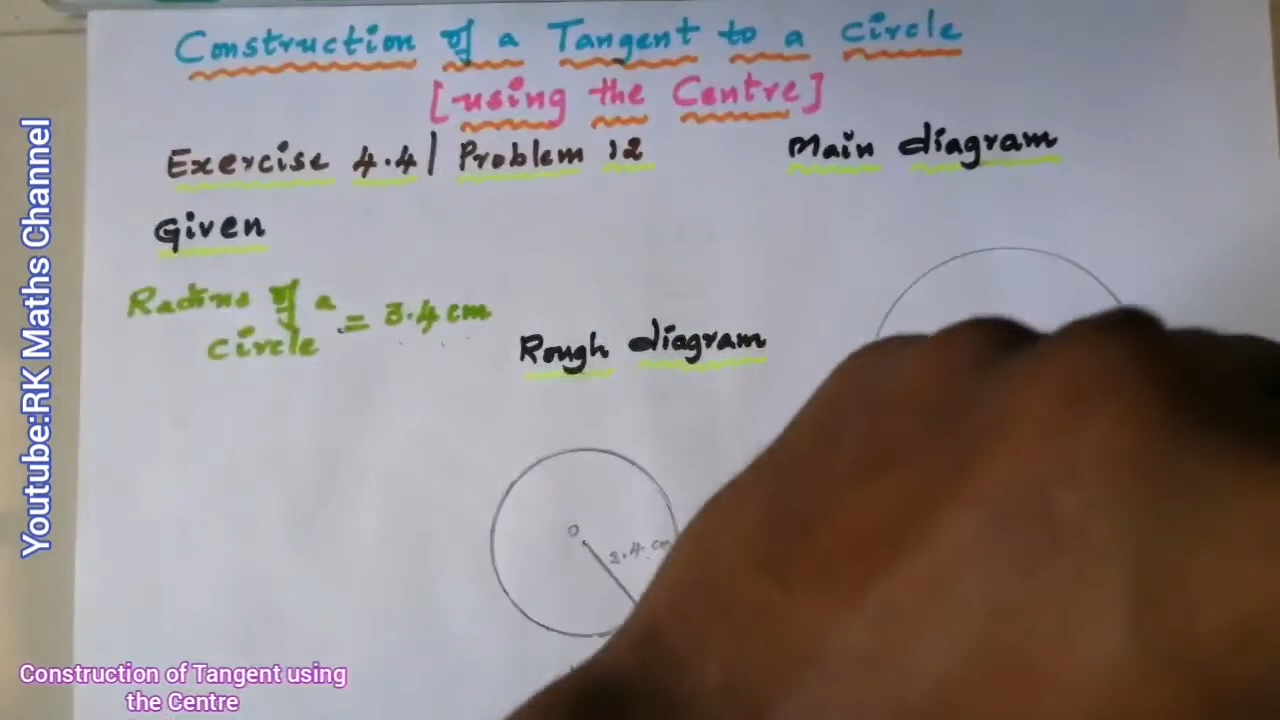 Construction of a Tangent to a circle
[using the Centre]
Exercise 4.4| Problem 12
Main diagram
Given
Radius of a
circle = 3.4 cm
Rough diagram
O
3.4 cm
Youtube:RK Maths Channel
Construction of Tangent using
the Centre